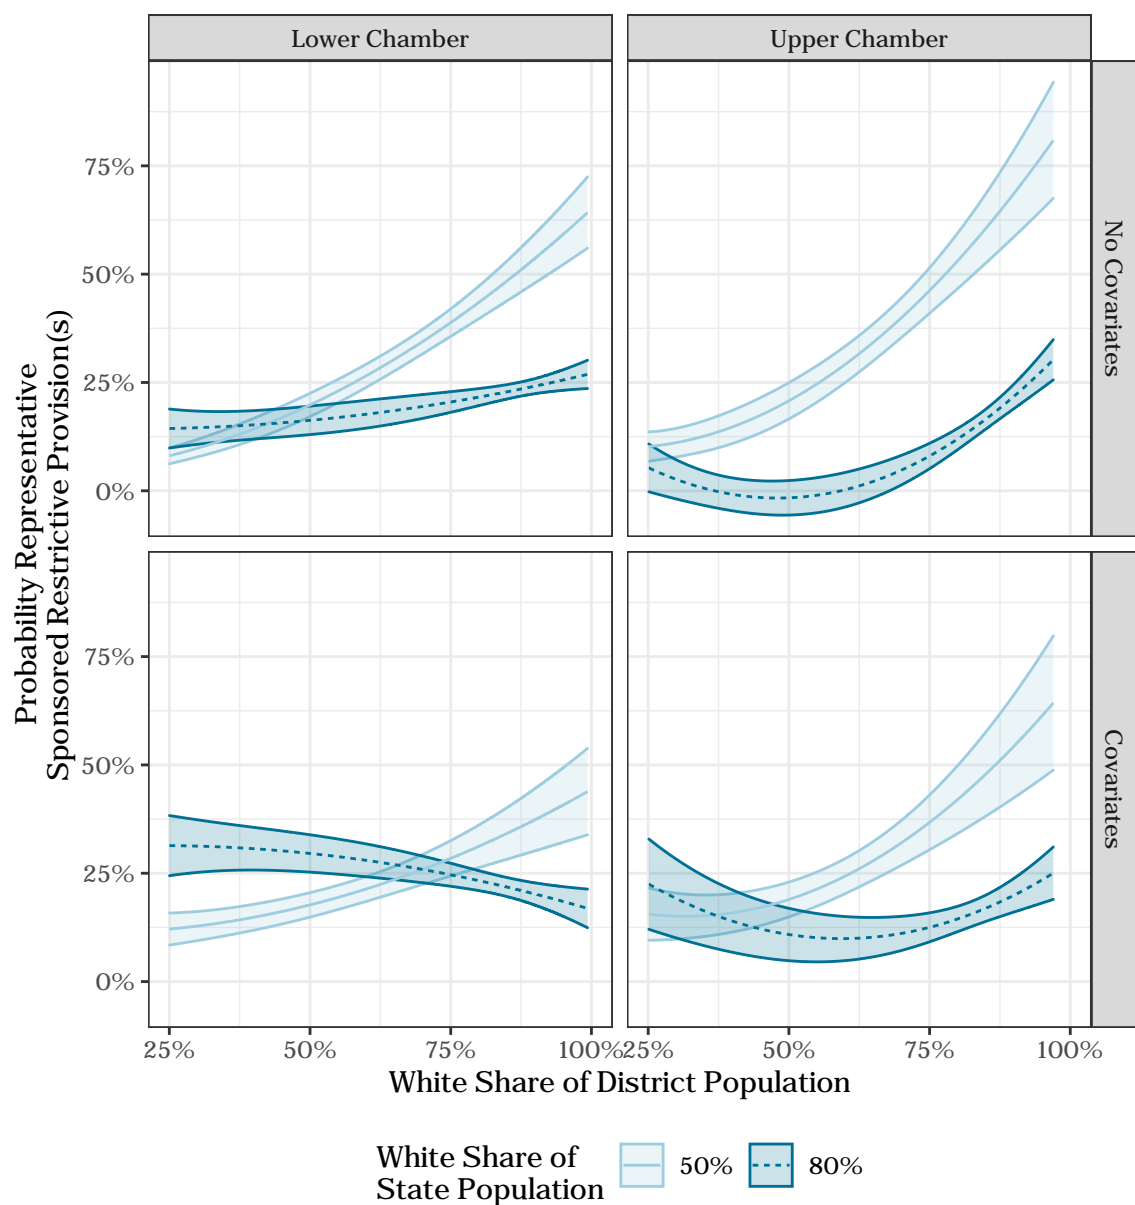 Lower Chamber
Upper Chamber
Probability Representative
Sponsored Restrictive Provision(s)
75%
50%
25%
0%
No Covariates
75%
50%
25%
0%
Covariates
25%
50%
75%
100%
25%
50%
75%
100%
White Share of District Population
White Share of
State Population
50%
80%